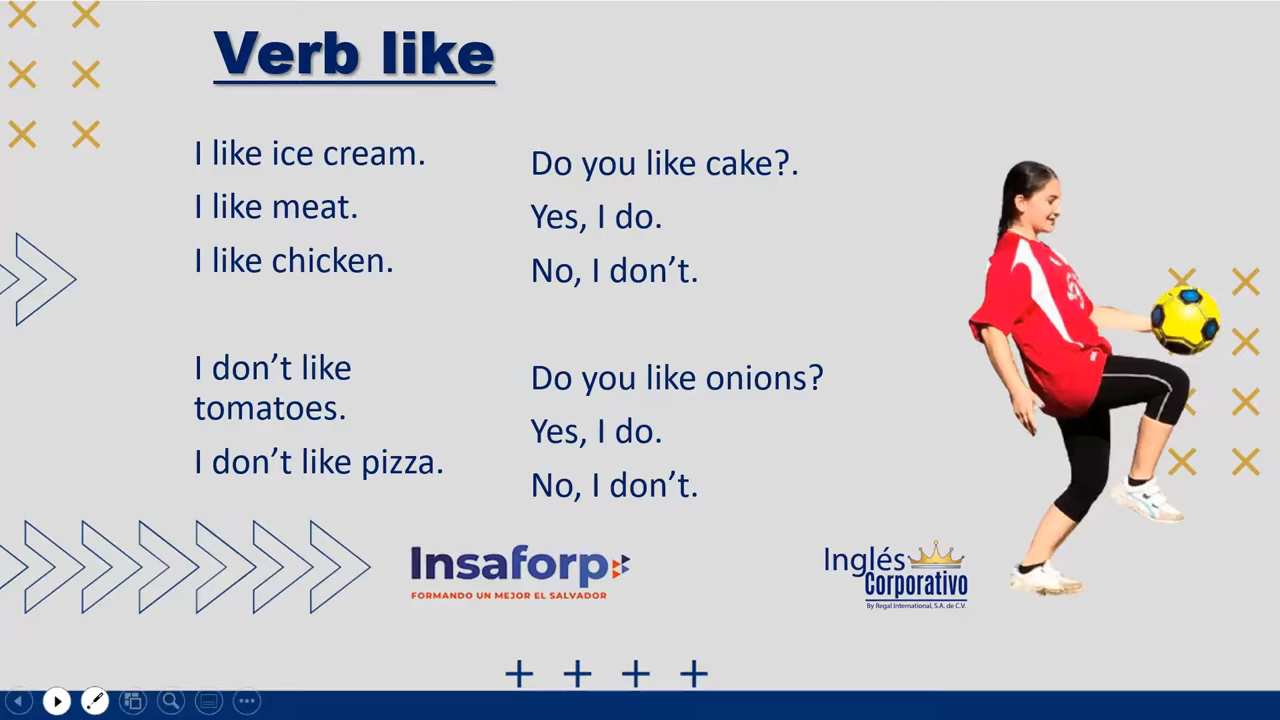 Verb like
I like ice cream.
I like meat.
I like chicken.
I don’t like
tomatoes.
I don’t like pizza.
Do you like cake?.
Yes, I do.
No, I don’t.
Do you like onions?
Yes, I do.
No, I don’t.
Insaforp
FORMANDO UN MEJOR EL SALVADOR
Inglés
Corporativo
By Regal International, S.A. de C.V.